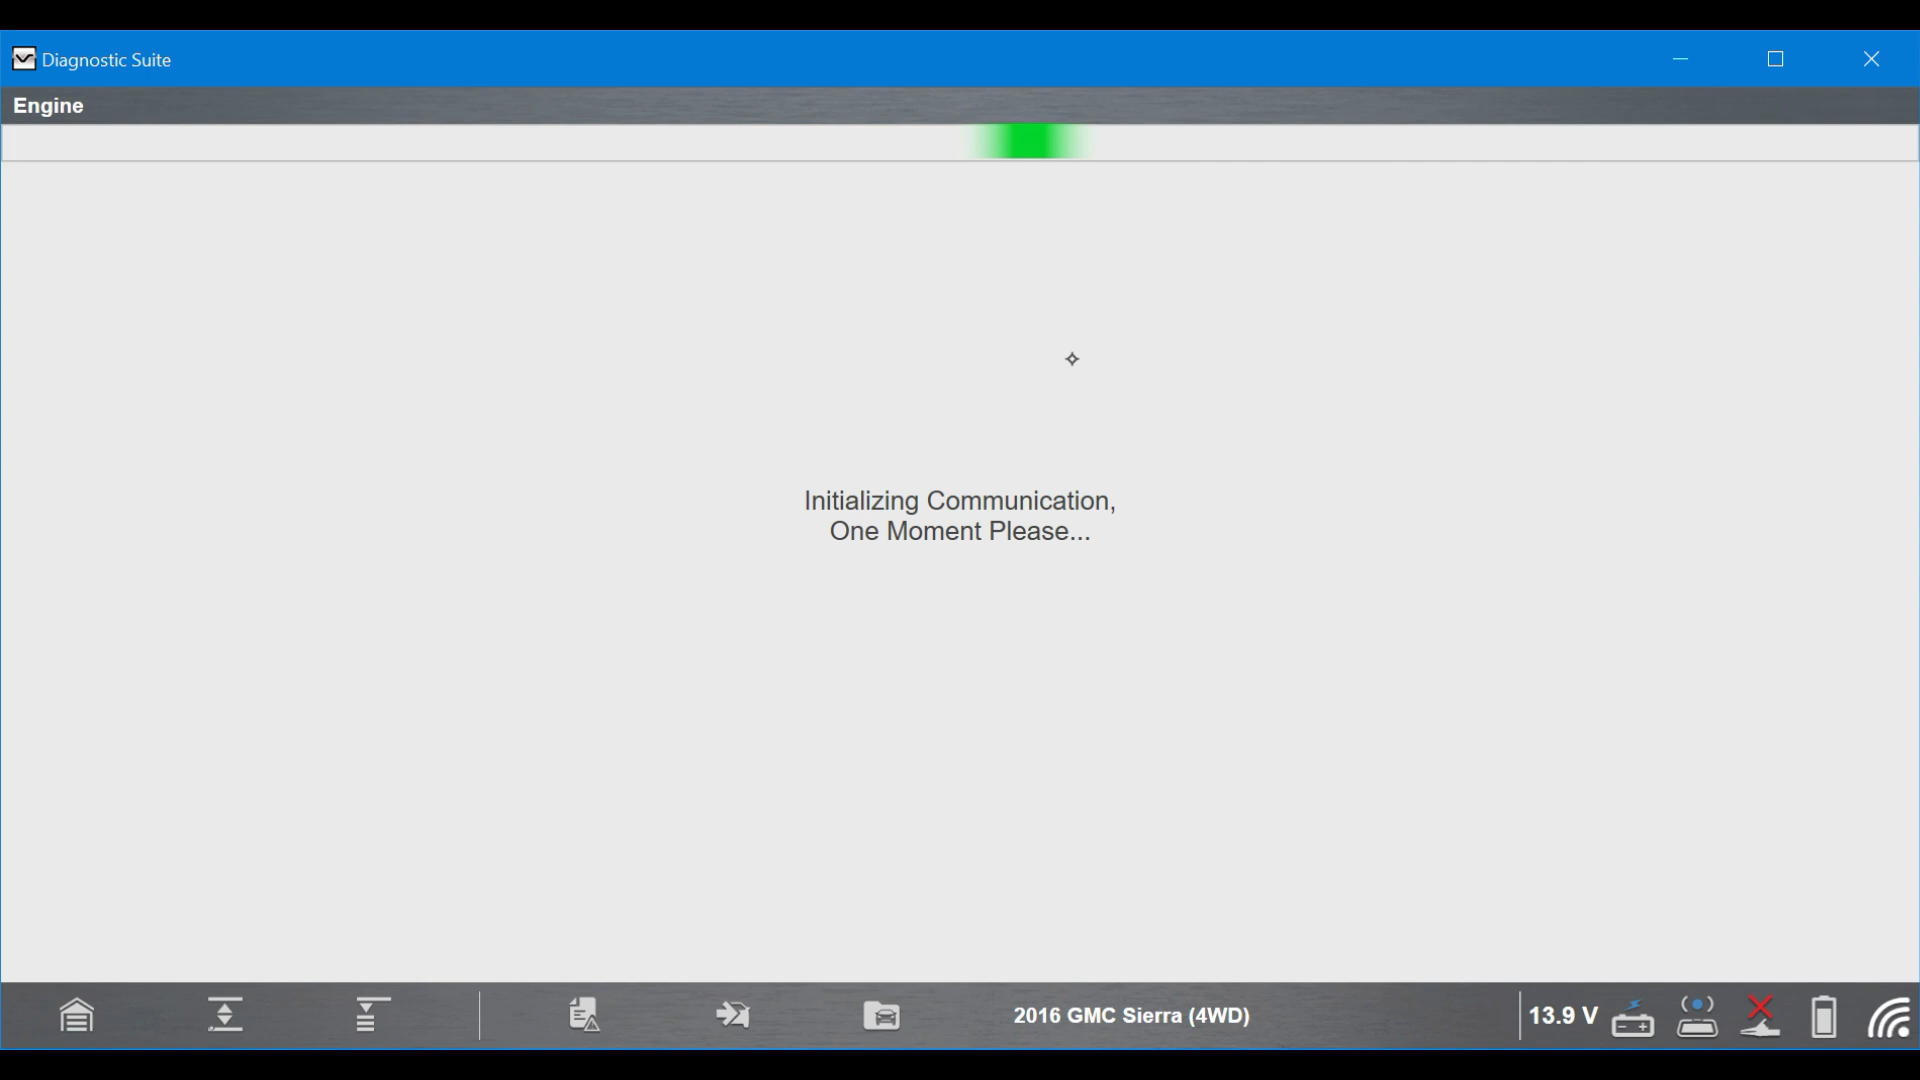 Diagnostic Suite
Engine
Initializing Communication,
One Moment Please...
2016 GMC Sierra (4WD)
13.9 V